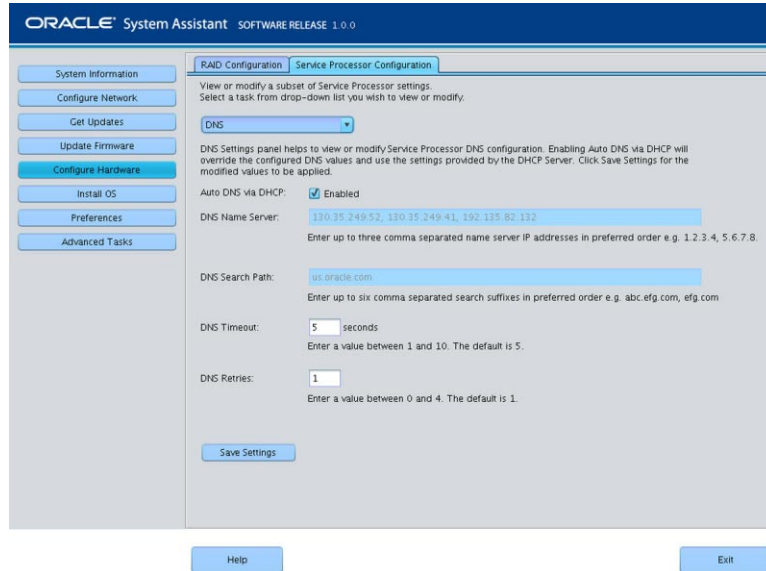 ORACLE® System Assistant SOFTWARE RELEASE 1.0.0
System Information
Configure Network
Get Updates
Update Firmware
Configure Hardware
Install OS
Preferences
Advanced Tasks
RAID Configuration
Service Processor Configuration
View or modify a subset of Service Processor settings.
Select a task from drop-down list you wish to view or modify.
DNS
DNS Settings panel helps to view or modify Service Processor DNS configuration. Enabling Auto DNS via DHCP will
override the configured DNS values and use the settings provided by the DHCP Server. Click Save Settings for the
modified values to be applied.
Auto DNS via DHCP: Enabled
DNS Name Server: 130.35.249.52, 130.35.249.41, 192.135.82.132
Enter up to three comma separated name server IP addresses in preferred order e.g. 1.2.3.4, 5.6.7.8.
DNS Search Path: us.oracle.com
Enter up to six comma separated search suffixes in preferred order e.g. abc.efg.com, efg.com
DNS Timeout: 5 seconds
Enter a value between 1 and 10. The default is 5.
DNS Retries: 1
Enter a value between 0 and 4. The default is 1.
Save Settings
Help
Exit